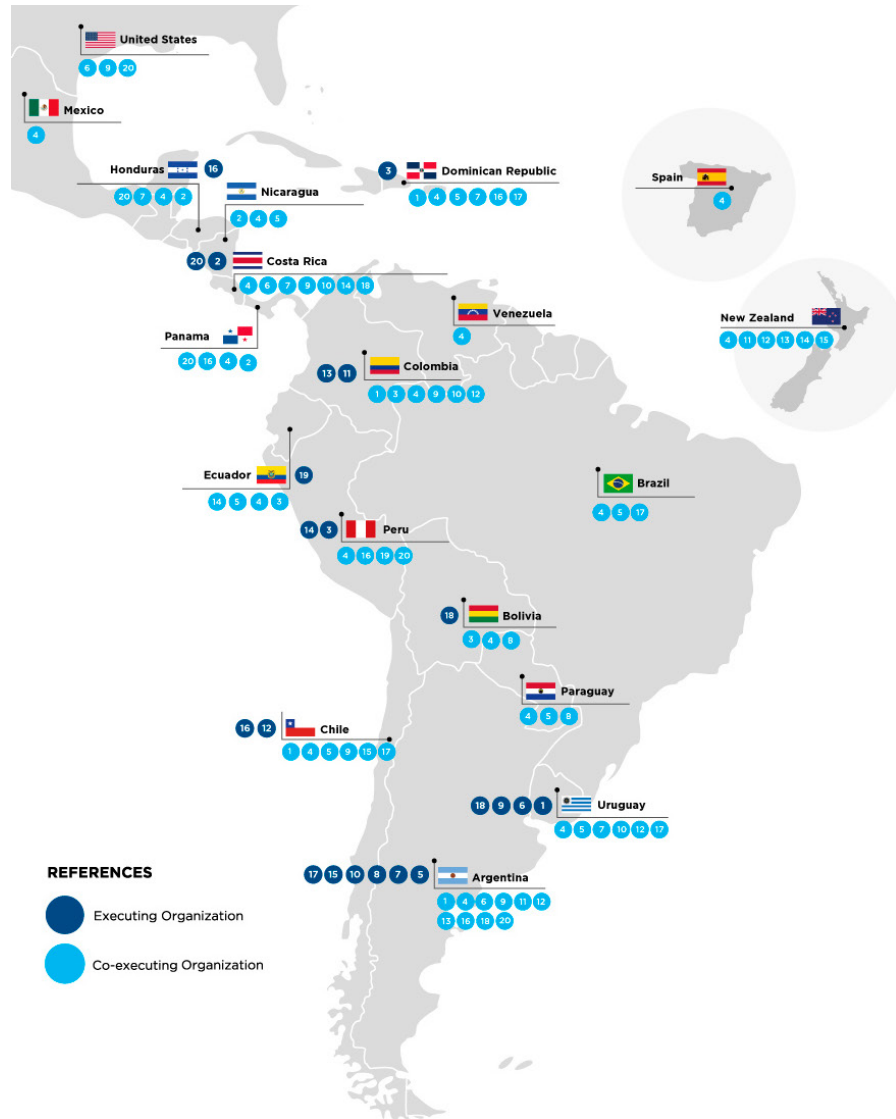 United States
6 9 20
Mexico
4
Honduras 16
20 7 4 2
Nicaragua
2 4 5
3 Dominican Republic
1 4 5 7 16 17
Spain
4
20 2 Costa Rica
4 6 7 9 10 14 18
Venezuela
4
New Zealand
4 11 12 13 14 15
Panama
20 16 4 2
13 11 Colombia
1 3 4 9 10 12
Ecuador 19
14 5 4 3
Brazil
4 5 17
14 3 Peru
4 16 19 20
18 Bolivia
3 4 8
Paraguay
4 5 8
16 12 Chile
1 4 5 9 15 17
18 9 6 1 Uruguay
4 5 7 10 12 17
17 15 10 8 7 5 Argentina
1 4 6 9 11 12
13 16 18 20
REFERENCES
Executing Organization
Co-executing Organization